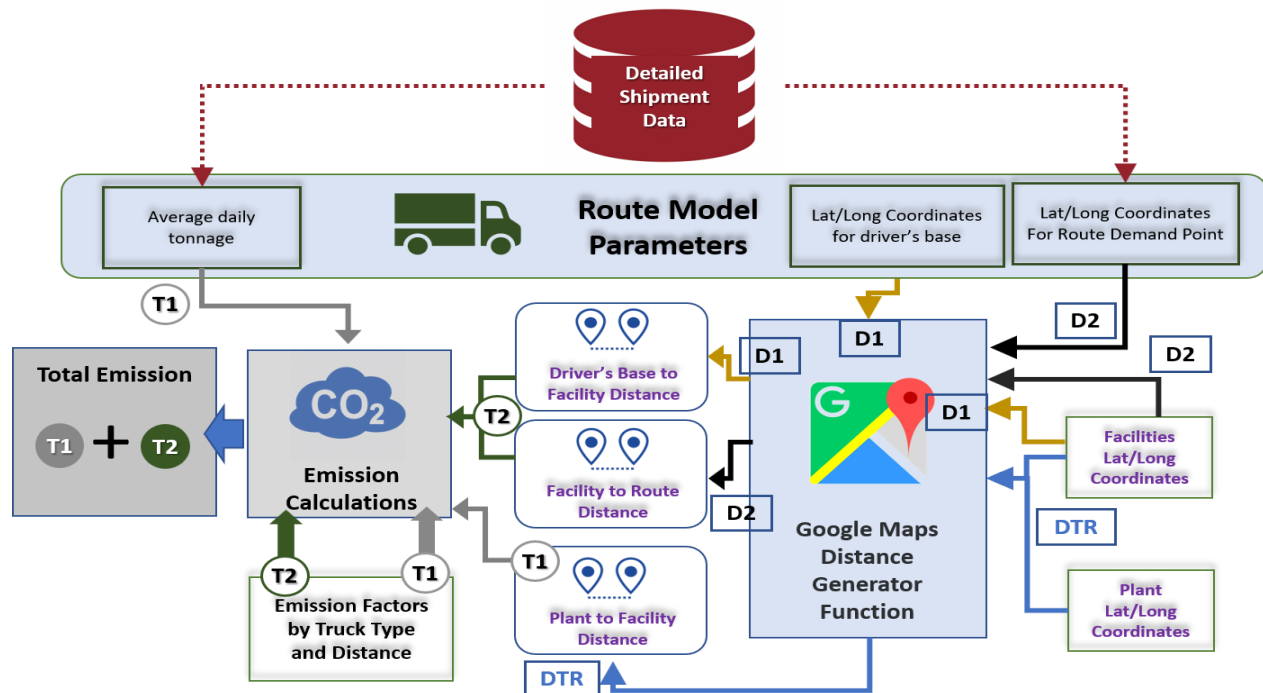 Detailed
Shipment
Data
Average daily
tonnage
Route Model
Parameters
Lat/Long Coordinates
for driver's base
Lat/Long Coordinates
For Route Demand Point
T1
D1
D2
D2
Total Emission
T1 + T2
CO2
Emission
Calculations
T2
Driver's Base to
Facility Distance
D1
Facility to Route
Distance
D2
T1
Plant to Facility
Distance
DTR
G
Google Maps
Distance
Generator
Function
D1
Facilities
Lat/Long
Coordinates
DTR
Plant
Lat/Long
Coordinates
T2
T1
Emission Factors
by Truck Type
and Distance